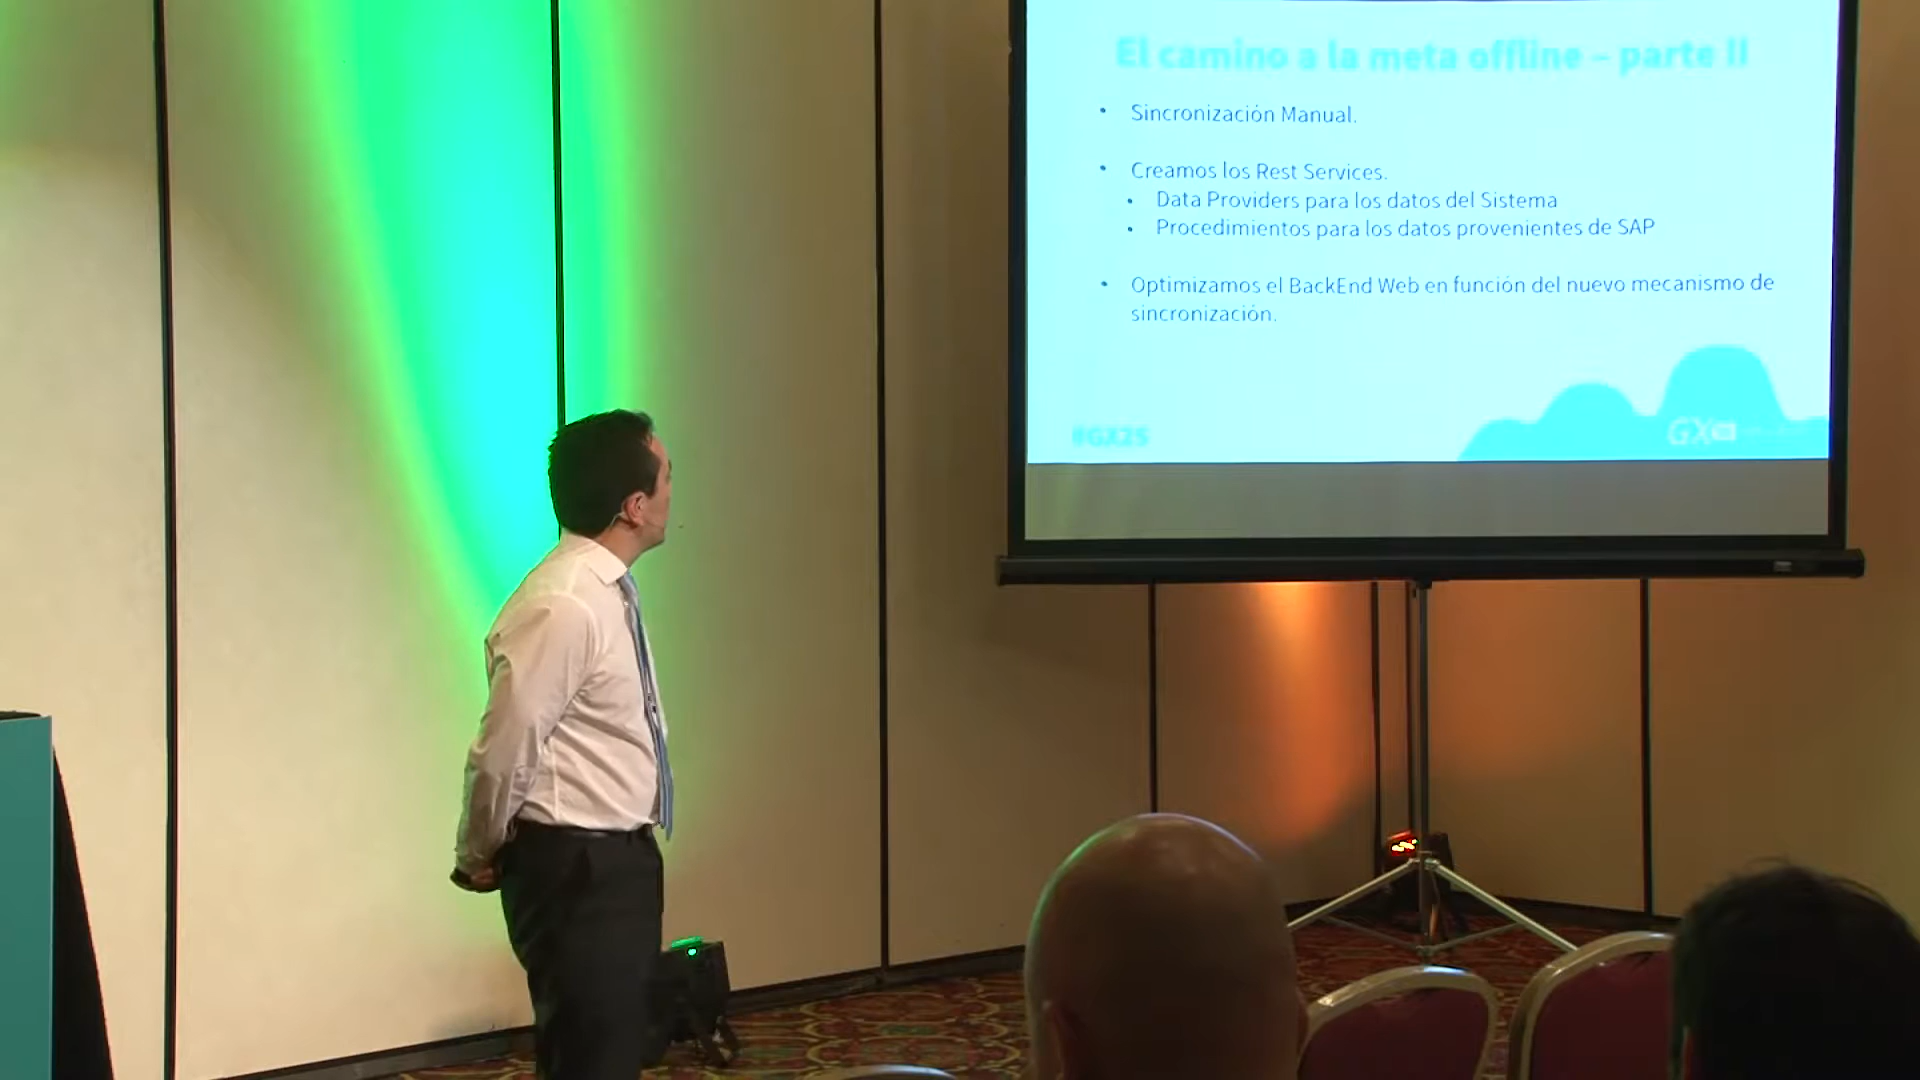 El camino a la meta offline – parte II
• Sincronización Manual.
• Creamos los Rest Services.
• Data Providers para los datos del Sistema
• Procedimientos para los datos provenientes de SAP
• Optimizamos el BackEnd Web en función del nuevo mecanismo de
sincronización.
#GX25
GX